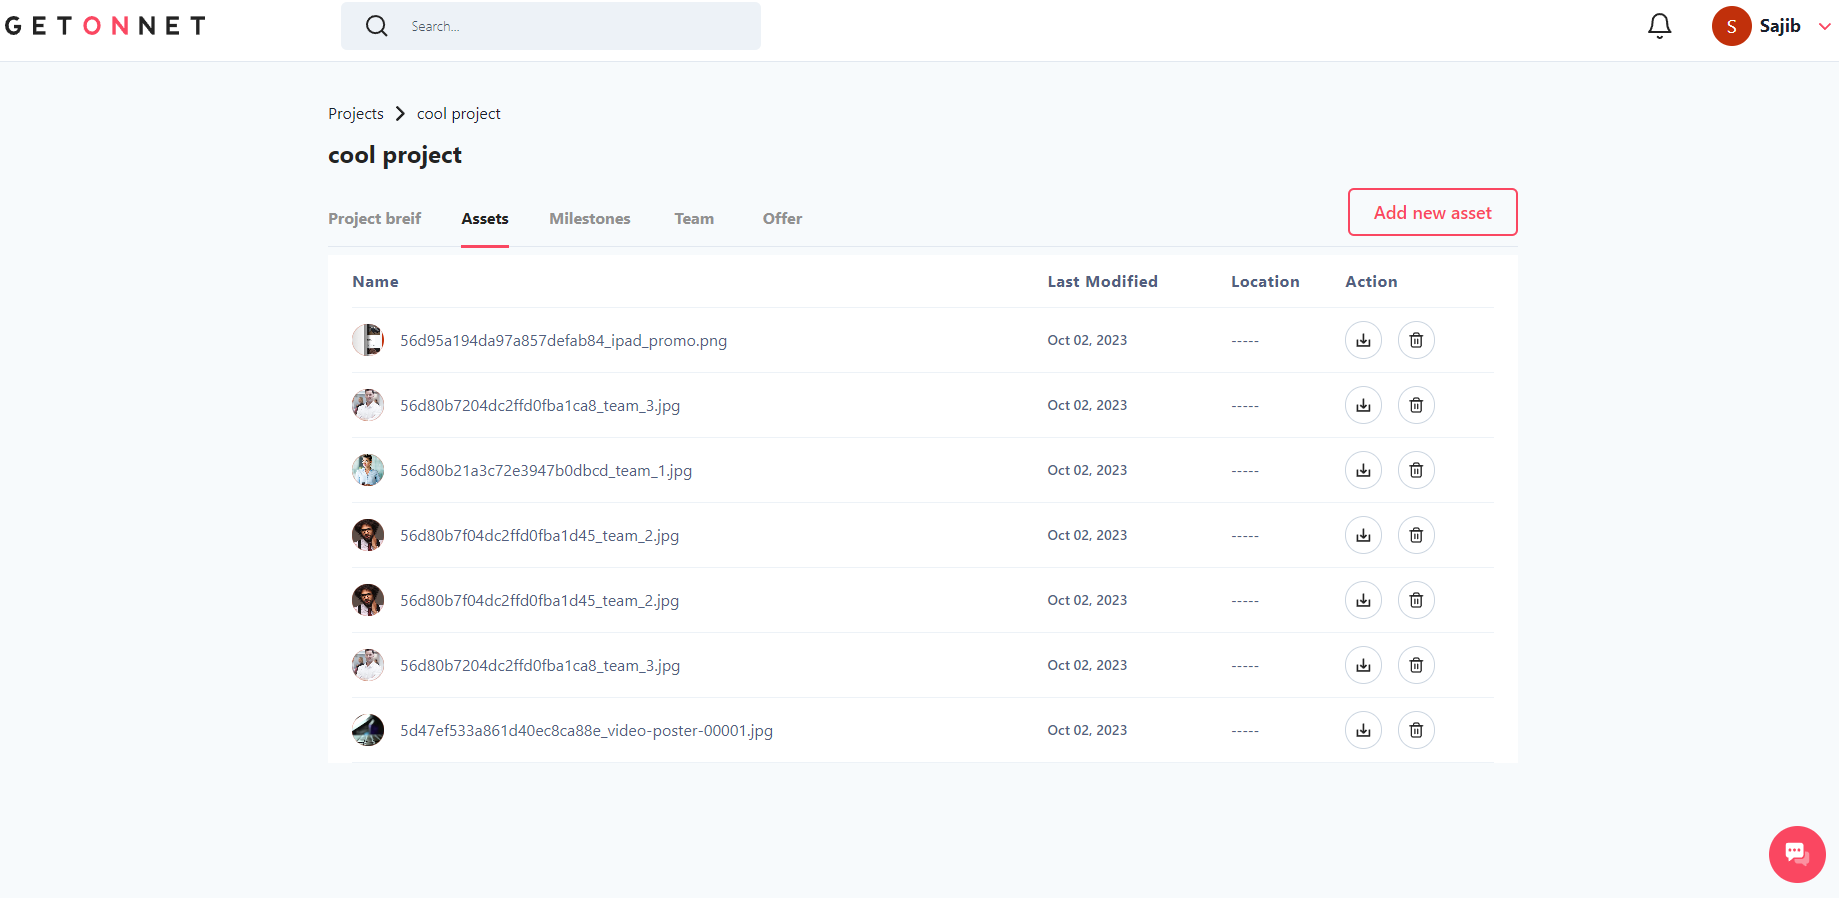 GETONNET Search... S Sajib
Projects cool project
cool project
Project breif Assets Milestones Team Offer Add new asset
Name Last Modified Location Action
56d95a194da97a857defab84_ipad_promo.png Oct 02, 2023 -----
56d80b7204dc2ffd0fba1ca8_team_3.jpg Oct 02, 2023 -----
56d80b21a3c72e3947b0dbcd_team_1.jpg Oct 02, 2023 -----
56d80b7f04dc2ffd0fba1d45_team_2.jpg Oct 02, 2023 -----
56d80b7f04dc2ffd0fba1d45_team_2.jpg Oct 02, 2023 -----
56d80b7204dc2ffd0fba1ca8_team_3.jpg Oct 02, 2023 -----
5d47ef533a861d40ec8ca88e_video-poster-00001.jpg Oct 02, 2023 -----